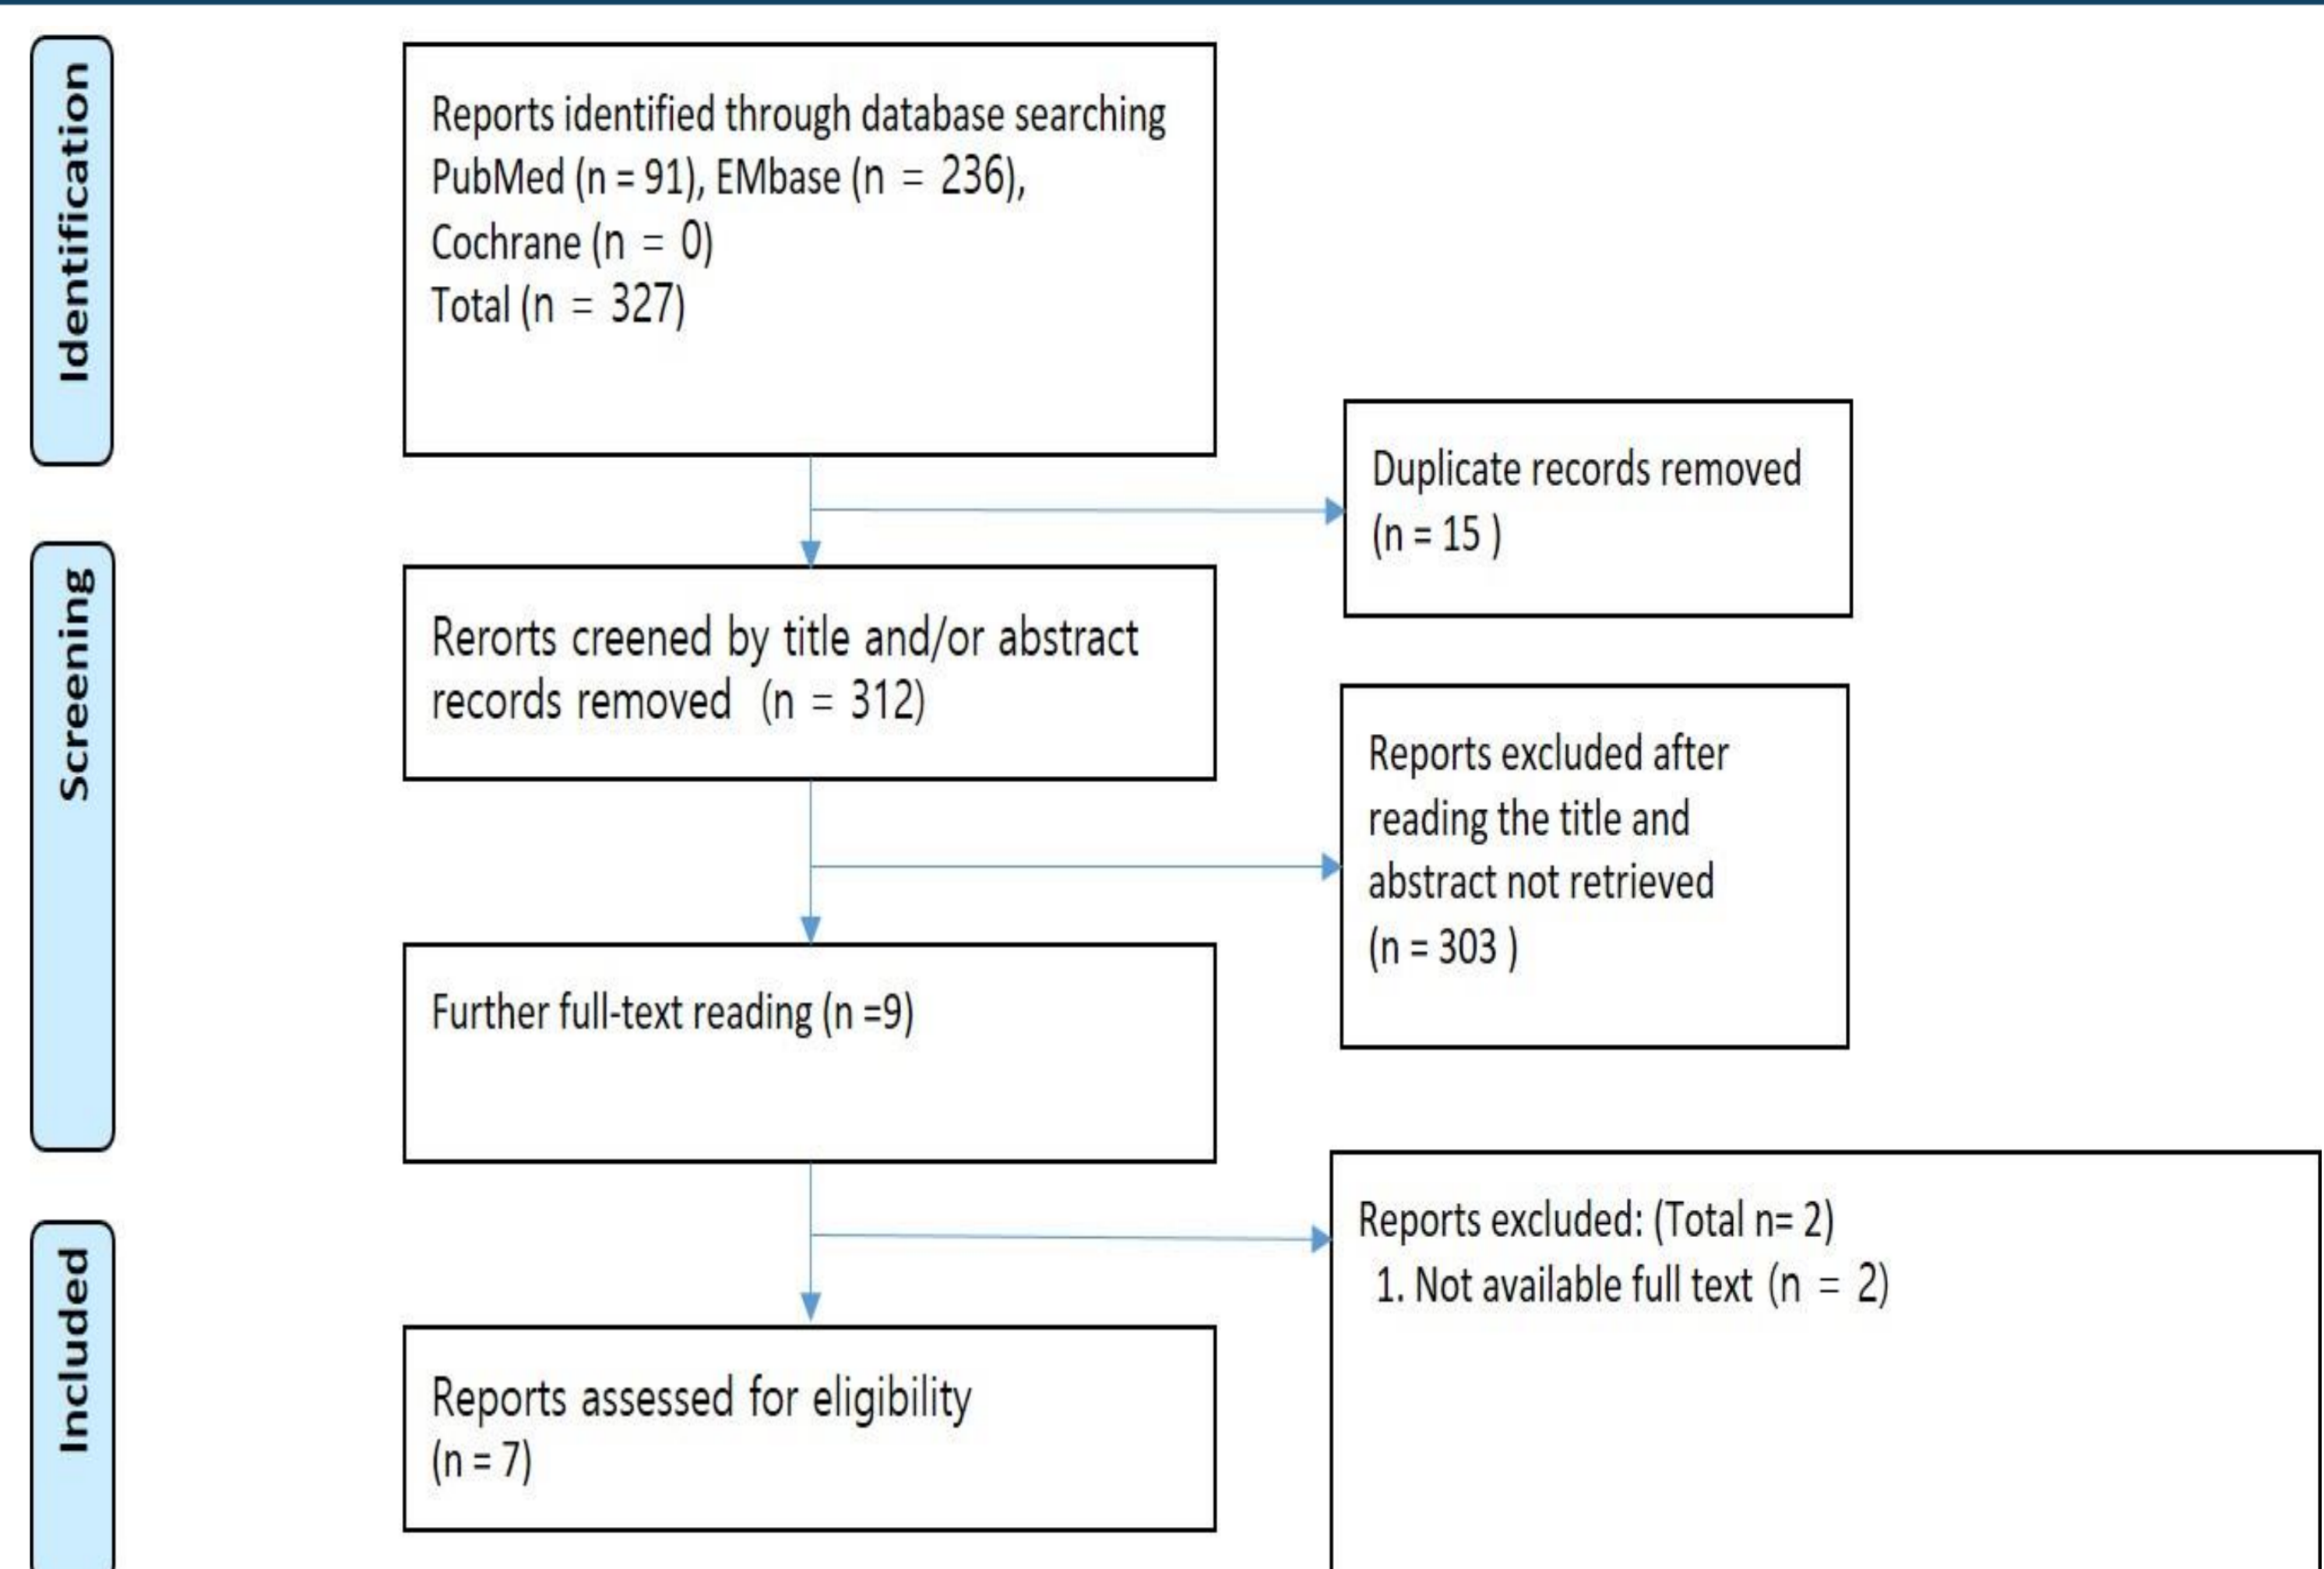 Identification
Reports identified through database searching
PubMed (n = 91), EMbase (n = 236),
Cochrane (n = 0)
Total (n = 327)
Duplicate records removed
(n = 15 )
Screening
Rerorts creened by title and/or abstract
records removed (n = 312)
Reports excluded after
reading the title and
abstract not retrieved
(n = 303 )
Further full-text reading (n =9)
Reports excluded: (Total n= 2)
1. Not available full text (n = 2)
Included
Reports assessed for eligibility
(n = 7)